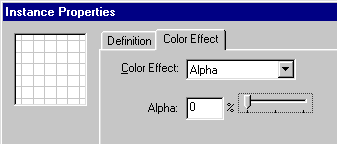 Instance Properties
Definition Color Effect
Color Effect: Alpha
Alpha: 0 %